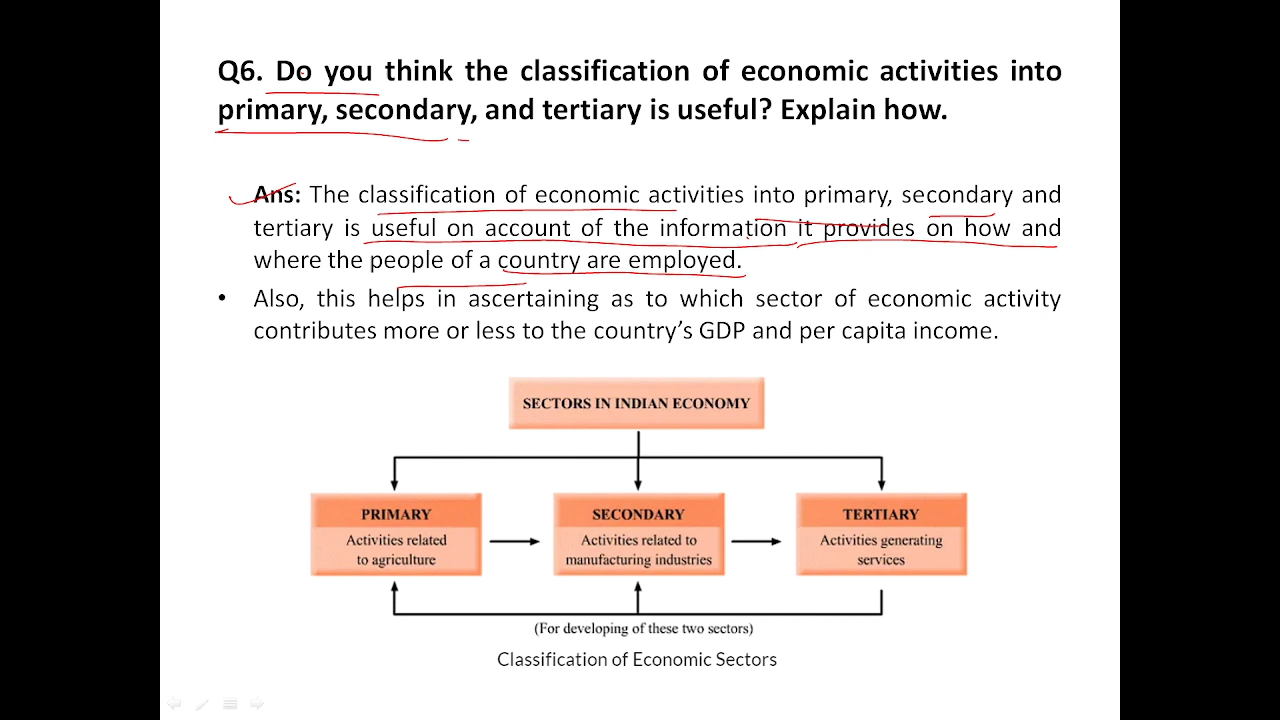 Q6. Do you think the classification of economic activities into
primary, secondary, and tertiary is useful? Explain how.
Ans: The classification of economic activities into primary, secondary and
tertiary is useful on account of the information it provides on how and
where the people of a country are employed.
• Also, this helps in ascertaining as to which sector of economic activity
contributes more or less to the country’s GDP and per capita income.
SECTORS IN INDIAN ECONOMY
PRIMARY
Activities related
to agriculture
SECONDARY
Activities related to
manufacturing industries
TERTIARY
Activities generating
services
(For developing of these two sectors)
Classification of Economic Sectors